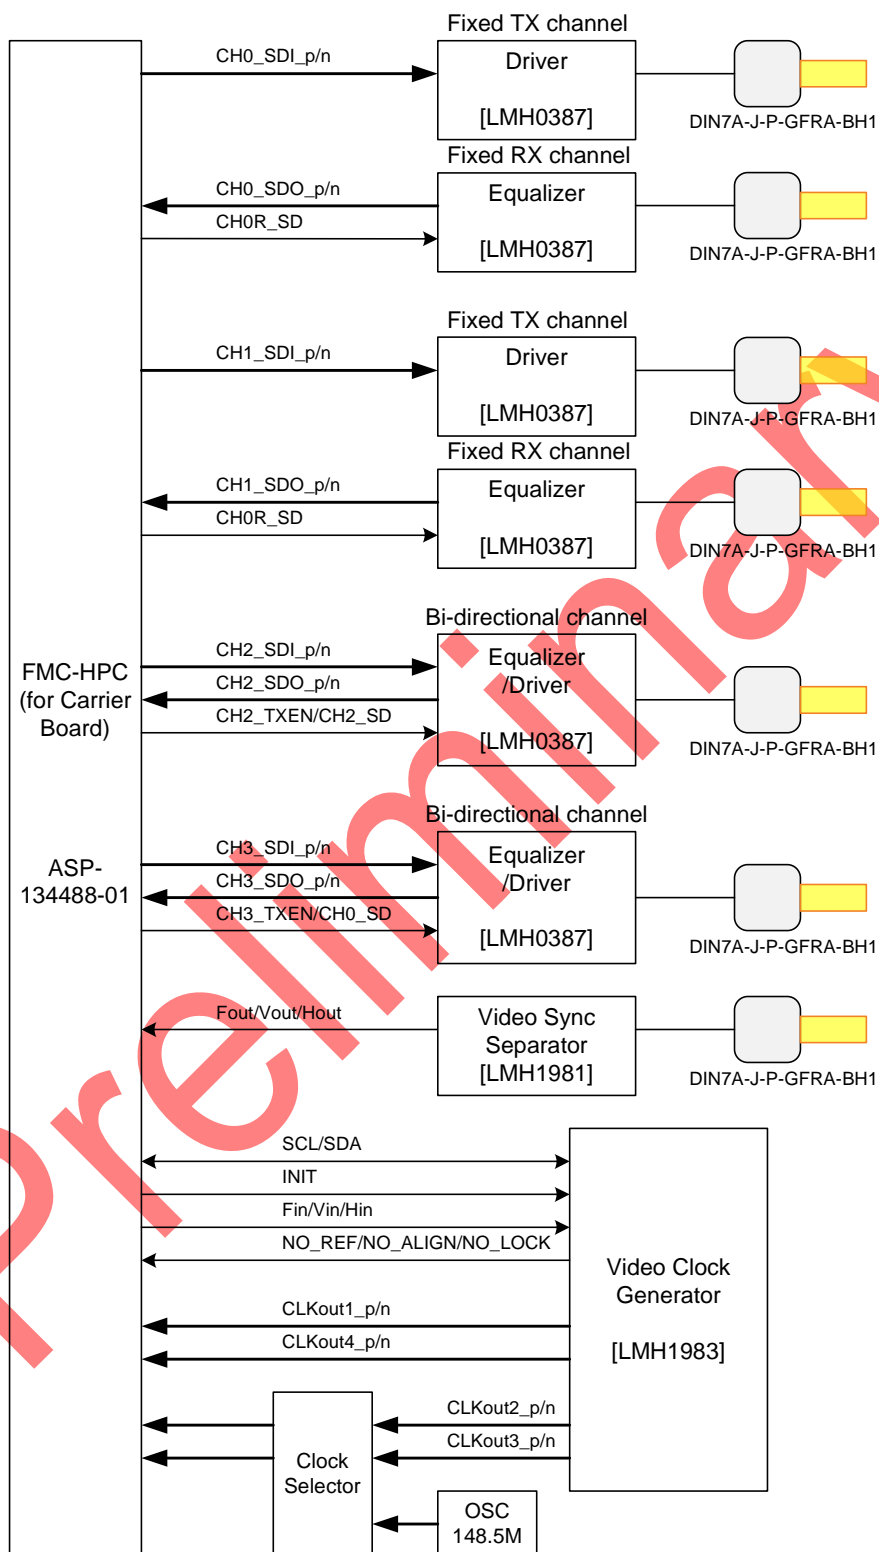 Fixed TX channel
CH0_SDI_p/n
Driver
[LMH0387]
DIN7A-J-P-GFRA-BH1
Fixed RX channel
CH0_SDO_p/n
CH0R_SD
Equalizer
[LMH0387]
DIN7A-J-P-GFRA-BH1
Fixed TX channel
CH1_SDI_p/n
Driver
[LMH0387]
DIN7A-J-P-GFRA-BH1
Fixed RX channel
CH1_SDO_p/n
CH0R_SD
Equalizer
[LMH0387]
DIN7A-J-P-GFRA-BH1
FMC-HPC
(for Carrier
Board)
ASP-
134488-01
Bi-directional channel
CH2_SDI_p/n
CH2_SDO_p/n
CH2_TXEN/CH2_SD
Equalizer
/Driver
[LMH0387]
DIN7A-J-P-GFRA-BH1
Bi-directional channel
CH3_SDI_p/n
CH3_SDO_p/n
CH3_TXEN/CH0_SD
Equalizer
/Driver
[LMH0387]
DIN7A-J-P-GFRA-BH1
Fout/Vout/Hout
Video Sync
Separator
[LMH1981]
DIN7A-J-P-GFRA-BH1
SCL/SDA
INIT
Fin/Vin/Hin
NO_REF/NO_ALIGN/NO_LOCK
CLKout1_p/n
CLKout4_p/n
Video Clock
Generator
[LMH1983]
CLKout2_p/n
CLKout3_p/n
Clock
Selector
OSC
148.5M
Preliminar